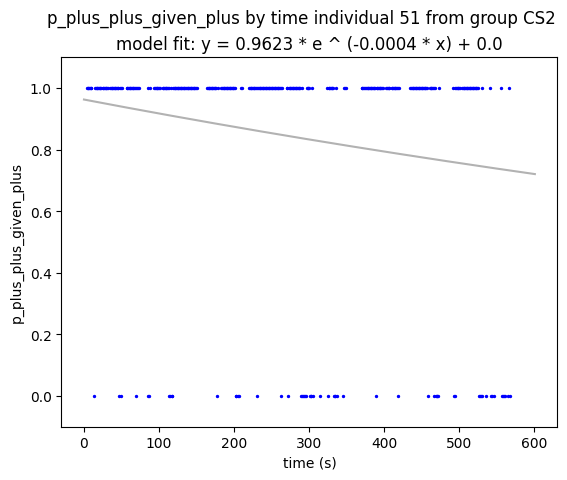 p_plus_plus_given_plus by time individual 51 from group CS2
model fit: y = 0.9623 * e ^ (-0.0004 * x) + 0.0
1.0
0.8
0.6
0.4
0.2
0.0
p_plus_plus_given_plus
0 100 200 300 400 500 600
time (s)